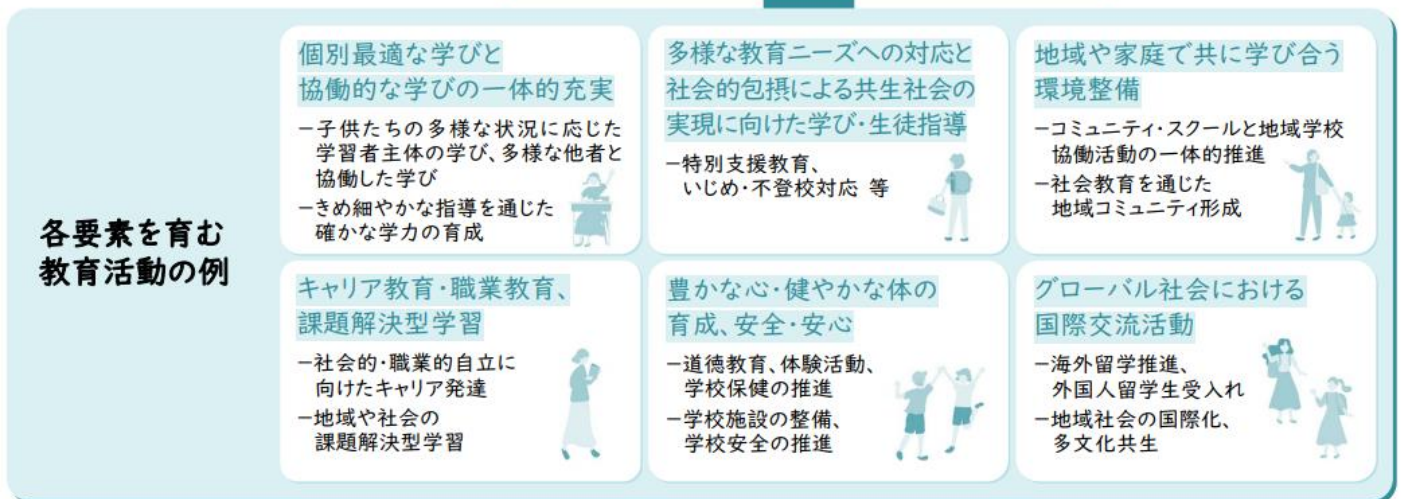 各要素を育む
教育活動の例
個別最適な学びと
協働的な学びの一体的充実
－子供たちの多様な状況に応じた
学習者主体の学び、多様な他者と
協働した学び
－きめ細やかな指導を通じた
確かな学力の育成
多様な教育ニーズへの対応と
社会的包摂による共生社会の
実現に向けた学び・生徒指導
－特別支援教育、
いじめ・不登校対応 等
地域や家庭で共に学び合う
環境整備
－コミュニティ・スクールと地域学校
協働活動の一体的推進
－社会教育を通じた
地域コミュニティ形成
キャリア教育・職業教育、
課題解決型学習
－社会的・職業的自立に
向けたキャリア発達
－地域や社会の
課題解決型学習
豊かな心・健やかな体の
育成、安全・安心
－道徳教育、体験活動、
学校保健の推進
－学校施設の整備、
学校安全の推進
グローバル社会における
国際交流活動
－海外留学推進、
外国人留学生受入れ
－地域社会の国際化、
多文化共生